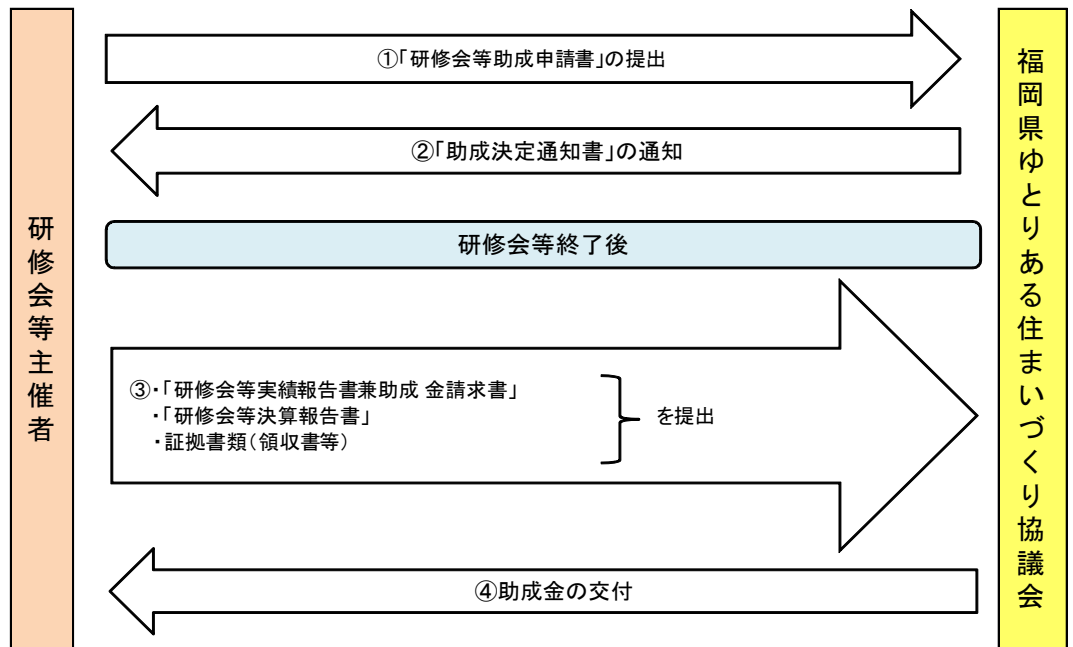 研修会等主催者
①「研修会等助成申請書」の提出
②「助成決定通知書」の通知
研修会等終了後
③・「研修会等実績報告書兼助成 金請求書」
・「研修会等決算報告書」
・証拠書類(領収書等)
を提出
④助成金の交付
福岡県ゆとりある住まいづくり協議会